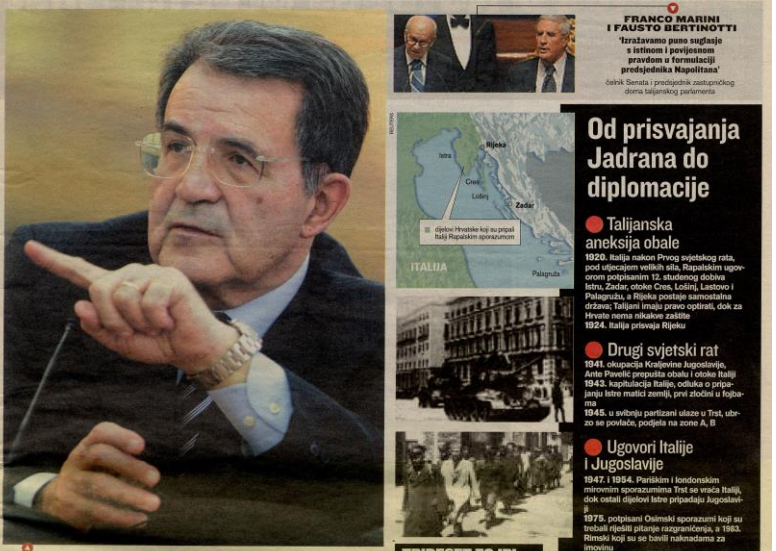 FRANCO MARINI
I FAUSTO BERTINOTTI
'Izražavamo puno suglasje
s istinom i povijesnom
pravdom u formulaciji
predsjednika Napolitana'
čelnik Senata i predsjednik zastupničkog
doma talijanskog parlamenta
REUTERS
Istra
Rijeka
Cres
Lošinj
Zadar
dijelovi Hrvatske koji su pripali
Italiji Rapalskim sporazumom
ITALIJA
Palagruža
Od prisvajanja
Jadrana do
diplomacije
Talijanska
aneksija obale
1920. Italija nakon Prvog svjetskog rata,
pod utjecajem velikih sila, Rapalskim ugov-
orom potpisanim 12. studenog dobiva
Istru, Zadar, otoke Cres, Lošinj, Lastovo i
Palagružu, a Rijeka postaje samostalna
država; Talijani imaju pravo optirati, dok za
Hrvate nema nikakve zaštite
1924. Italija prisvaja Rijeku
Drugi svjetski rat
1941. okupacija Kraljevine Jugoslavije,
Ante Pavelić prepušta obalu i otoke Italiji
1943. kapitulacija Italije, odluka o pripa-
janju Istre matici zemlji, prvi zločini u fojba-
ma
1945. u svibnju partizani ulaze u Trst, ubr-
zo se povlače, podjela na zone A, B
Ugovori Italije
i Jugoslavije
1947. i 1954. Pariškim i londonskim
mirovnim sporazumima Trst se vraća Italiji,
dok ostali dijelovi Istre pripadaju Jugoslavi-
ji
1975. potpisani Osimski sporazumi koji su
trebali riješiti pitanje razgraničenja, a 1983.
Rimski koji su se bavili naknadama za
imovinu